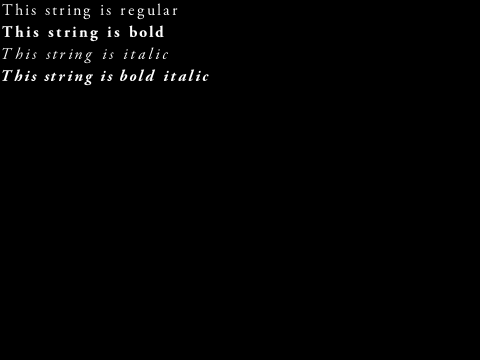 This string is regular
This string is bold
This string is italic
This string is bold italic